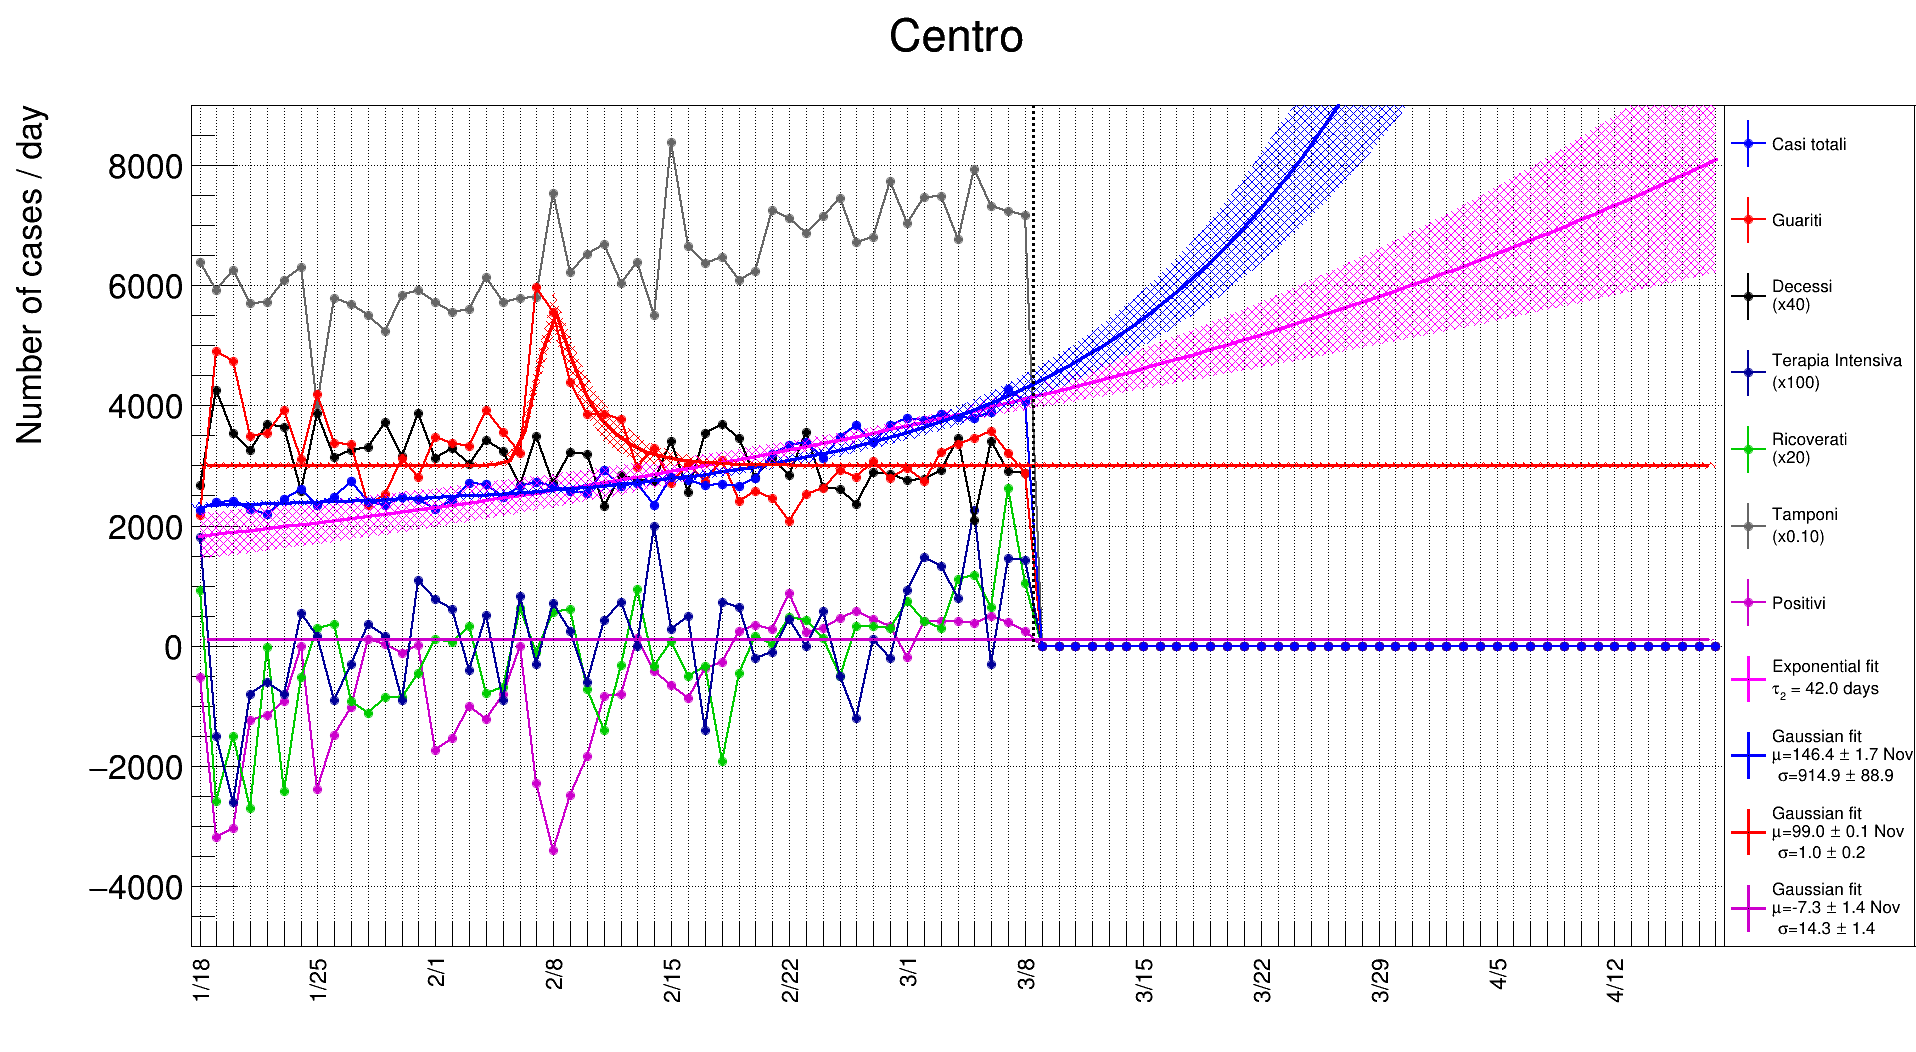 Centro
Number of cases / day
8000
6000
4000
2000
0
−2000
−4000
1/18
1/25
2/1
2/8
2/15
2/22
3/1
3/8
3/15
3/22
3/29
4/5
4/12
Casi totali
Guariti
Decessi
(x40)
Terapia Intensiva
(x100)
Ricoverati
(x20)
Tamponi
(x0.10)
Positivi
Exponential fit
τ2 = 42.0 days
Gaussian fit
μ=146.4 ± 1.7 Nov
σ=914.9 ± 88.9
Gaussian fit
μ=99.0 ± 0.1 Nov
σ=1.0 ± 0.2
Gaussian fit
μ=-7.3 ± 1.4 Nov
σ=14.3 ± 1.4